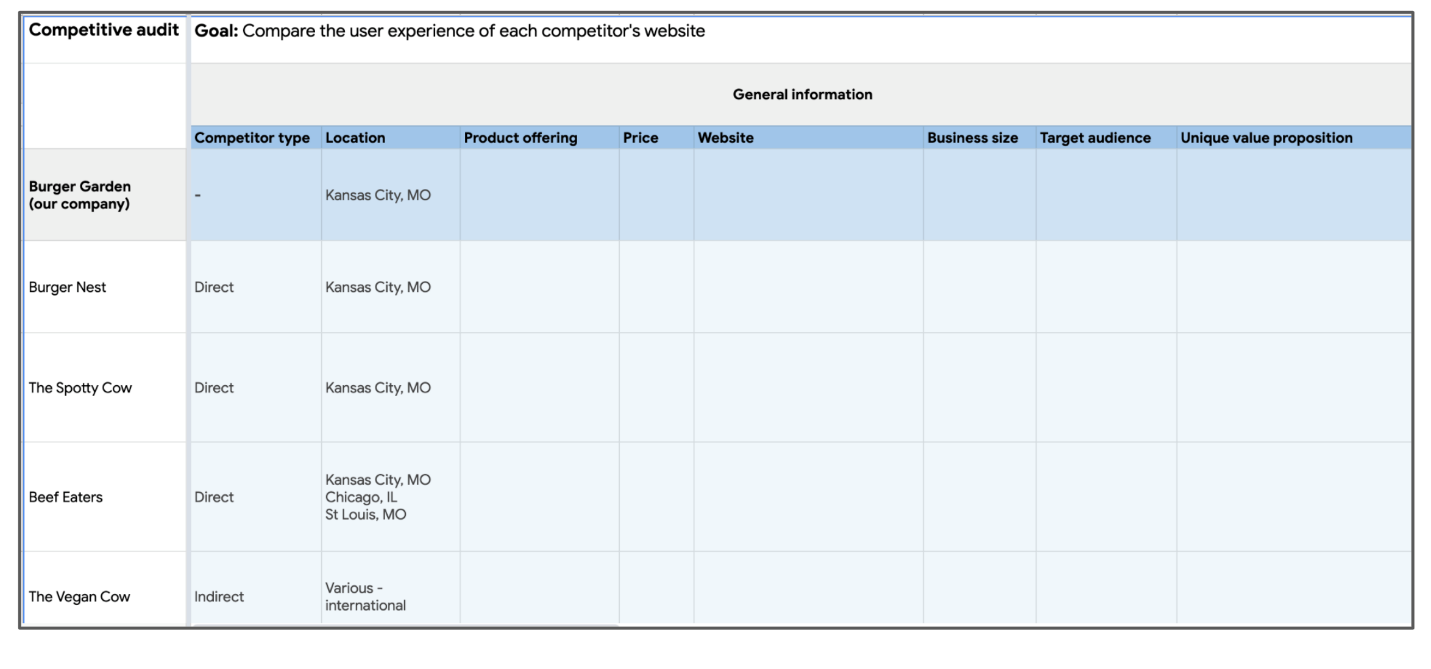 Competitive audit
Goal: Compare the user experience of each competitor's website
General information
Competitor type
Location
Product offering
Price
Website
Business size
Target audience
Unique value proposition
Burger Garden
(our company)
-
Kansas City, MO
Burger Nest
Direct
Kansas City, MO
The Spotty Cow
Direct
Kansas City, MO
Beef Eaters
Direct
Kansas City, MO
Chicago, IL
St Louis, MO
The Vegan Cow
Indirect
Various -
international